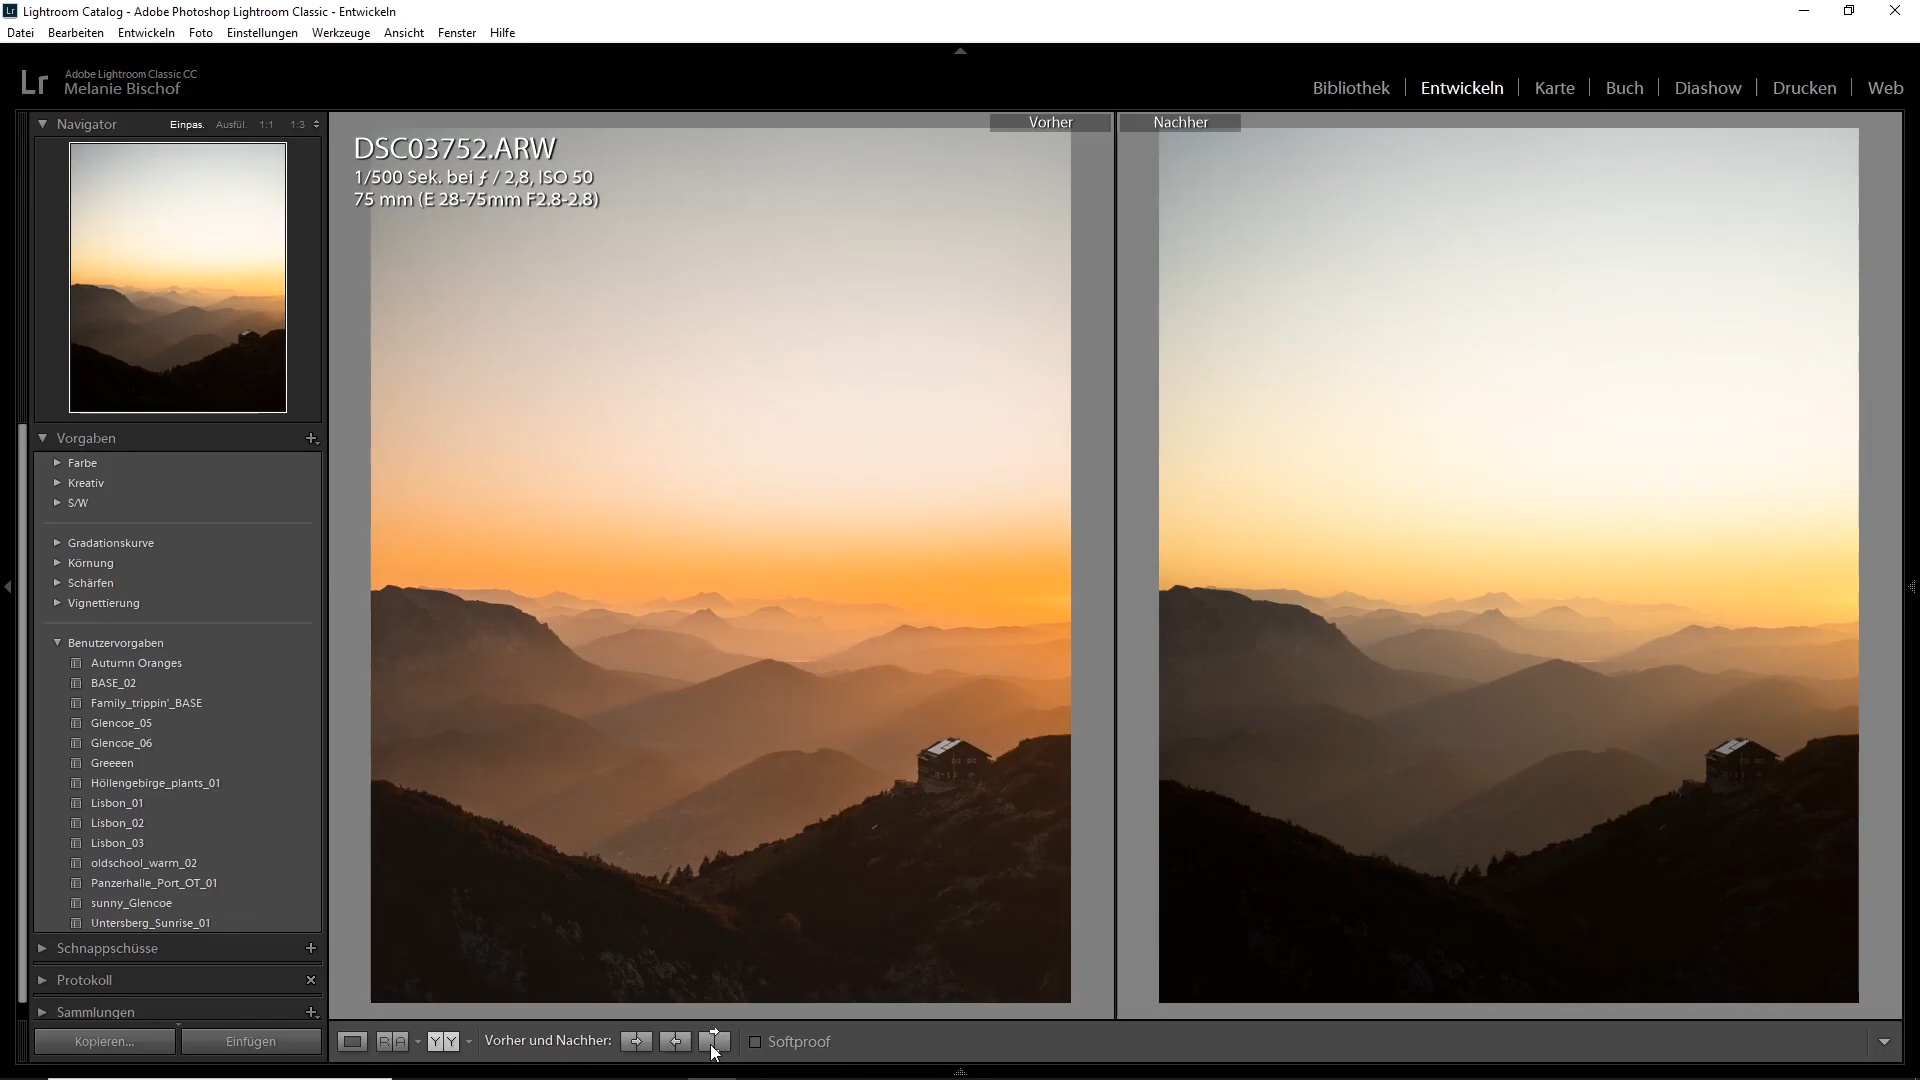 Lightroom Catalog - Adobe Photoshop Lightroom Classic - Entwickeln
Datei Bearbeiten Entwickeln Foto Einstellungen Werkzeuge Ansicht Fenster Hilfe
Lr Adobe Lightroom Classic CC
Melanie Bischof
Bibliothek Entwickeln Karte Buch Diashow Drucken Web
Navigator Einpas. Ausfül. 1:1 1:3
Vorher Nachher
DSC03752.ARW
1/500 Sek. bei ƒ / 2,8, ISO 50
75 mm (E 28-75mm F2.8-2.8)
Vorgaben
Farbe
Kreativ
S/W
Gradationskurve
Körnung
Schärfen
Vignettierung
Benutzervorgaben
Autumn Oranges
BASE_02
Family_trippin'_BASE
Glencoe_05
Glencoe_06
Greeeen
Höllengebirge_plants_01
Lisbon_01
Lisbon_02
Lisbon_03
oldschool_warm_02
Panzerhalle_Port_OT_01
sunny_Glencoe
Untersberg_Sunrise_01
Schnappschüsse
Protokoll
Sammlungen
Kopieren... Einfügen
R A Y Y Vorher und Nachher: Softproof